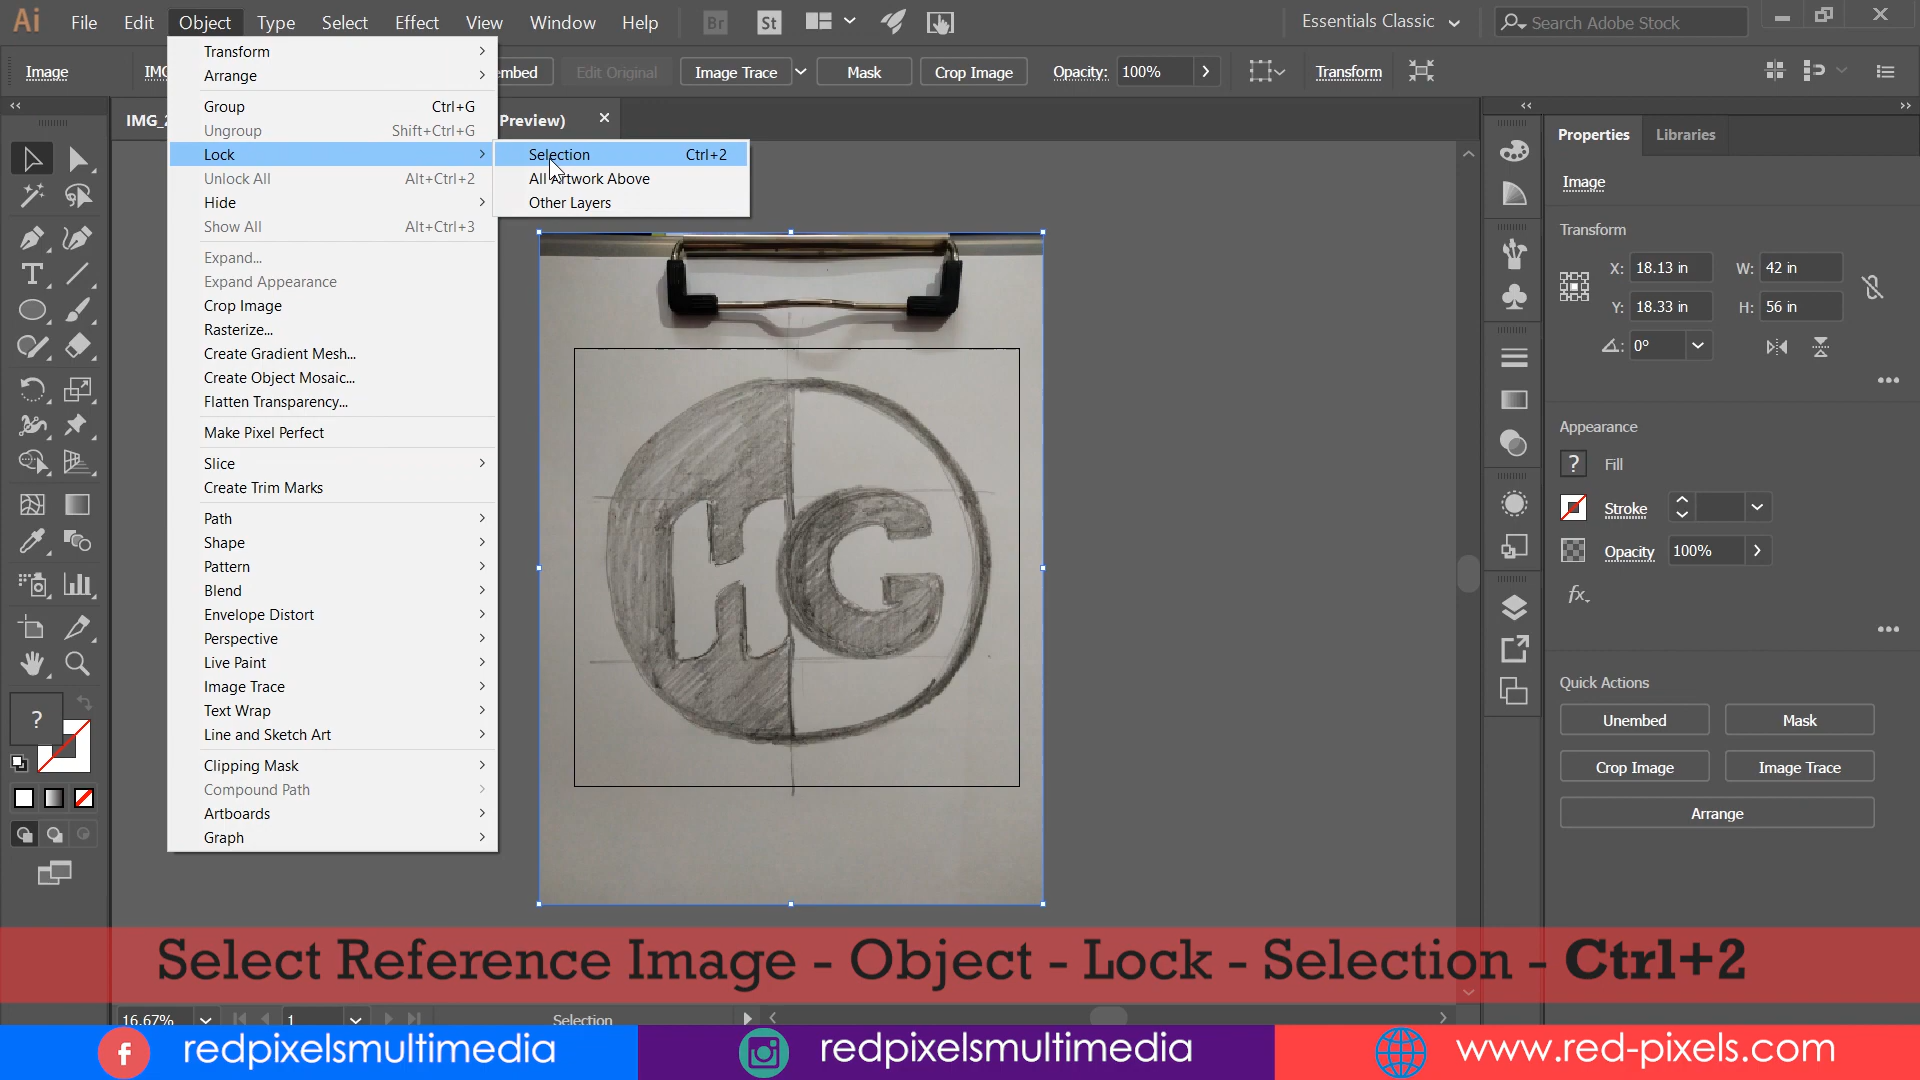 Ai File Edit Object Type Select Effect View Window Help Br St Essentials Classic Search Adobe Stock
Image Edit Original Image Trace Mask Crop Image Opacity: 100% Transform
Preview)
Transform
Arrange
Group Ctrl+G
Ungroup Shift+Ctrl+G
Lock
Unlock All Alt+Ctrl+2
Hide
Show All Alt+Ctrl+3
Expand...
Expand Appearance
Crop Image
Rasterize...
Create Gradient Mesh...
Create Object Mosaic...
Flatten Transparency...
Make Pixel Perfect
Slice
Create Trim Marks
Path
Shape
Pattern
Blend
Envelope Distort
Perspective
Live Paint
Image Trace
Text Wrap
Line and Sketch Art
Clipping Mask
Compound Path
Artboards
Graph
Selection Ctrl+2
All Artwork Above
Other Layers
HG
Properties Libraries
Image
Transform
X: 18.13 in W: 42 in
Y: 18.33 in H: 56 in
0°
Appearance
? Fill
Stroke
Opacity 100%
fx
Quick Actions
Unembed Mask
Crop Image Image Trace
Arrange
?
Select Reference Image - Object - Lock - Selection - Ctrl+2
16.67% 1 Selection
f redpixelsmultimedia redpixelsmultimedia www.red-pixels.com